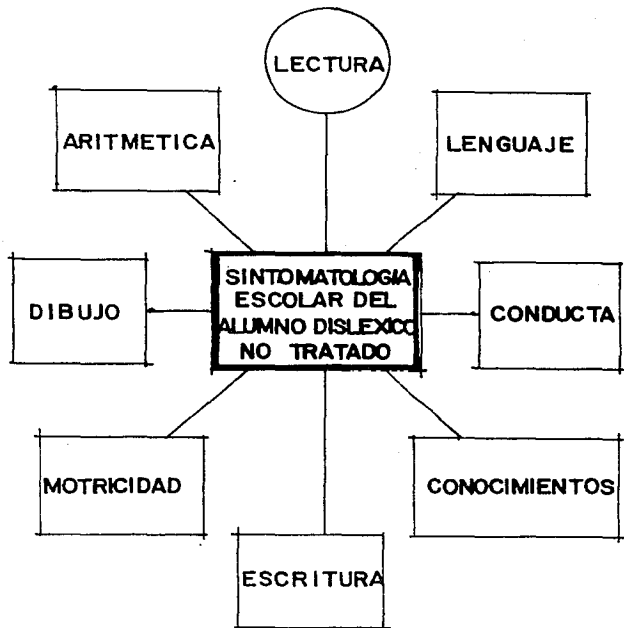 LECTURA
ARITMETICA
LENGUAJE
SINTOMATOLOGIA
ESCOLAR DEL
ALUMNO DISLEXICO
NO TRATADO
DIBUJO
CONDUCTA
MOTRICIDAD
CONOCIMIENTOS
ESCRITURA